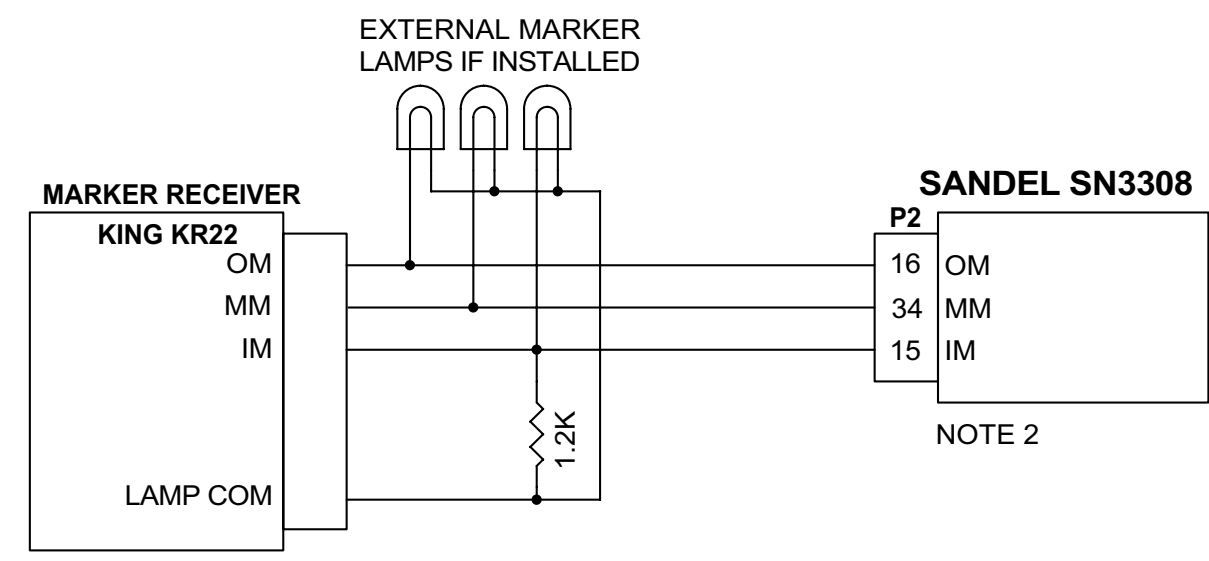 EXTERNAL MARKER
LAMPS IF INSTALLED
MARKER RECEIVER
KING KR22
OM
MM
IM
LAMP COM
1.2K
SANDEL SN3308
P2
16 OM
34 MM
15 IM
NOTE 2